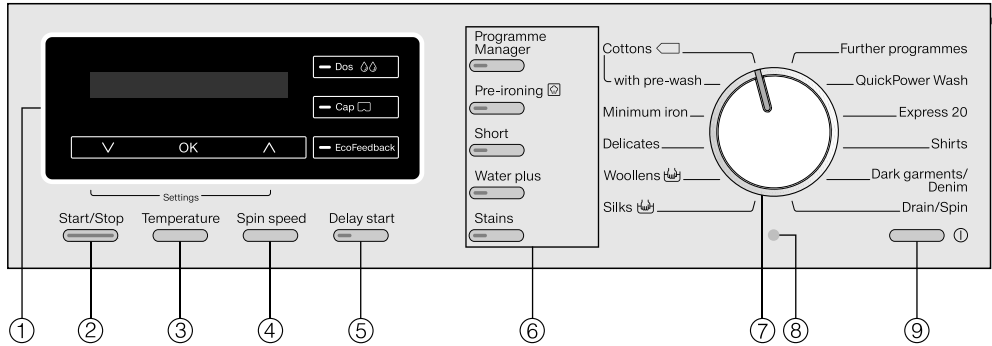 Dos
Cap
EcoFeedback
OK
Settings
Start/Stop
Temperature
Spin speed
Delay start
Programme
Manager
Pre-ironing
Short
Water plus
Stains
Cottons
with pre-wash
Minimum iron
Delicates
Woollens
Silks
Further programmes
QuickPower Wash
Express 20
Shirts
Dark garments/
Denim
Drain/Spin
① ② ③ ④ ⑤ ⑥ ⑦ ⑧ ⑨